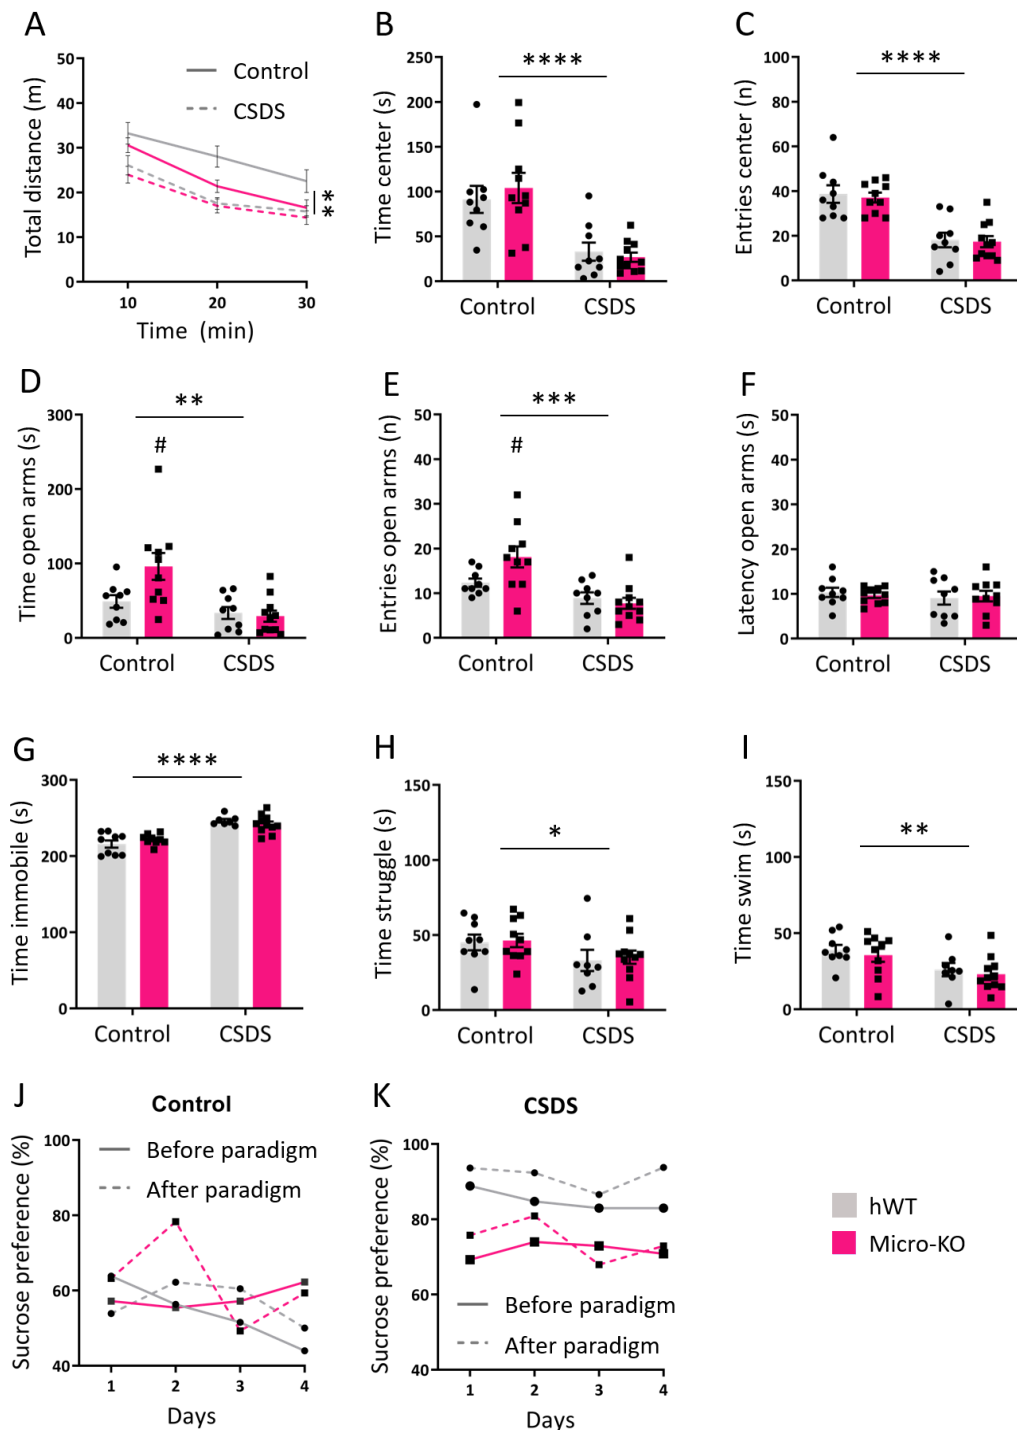 A
B
C
Total distance (m)
50
40
30
20
10
0
Control
CSDS
**
10 20 30
Time (min)
Time center (s)
250
200
150
100
50
0
****
Control CSDS
Entries center (n)
100
80
60
40
20
0
****
Control CSDS
D
E
F
Time open arms (s)
300
200
100
0
**
#
Control CSDS
Entries open arms (n)
50
40
30
20
10
0
***
#
Control CSDS
Latency open arms (s)
50
40
30
20
10
0
Control CSDS
G
H
I
Time immobile (s)
300
200
100
0
****
Control CSDS
Time struggle (s)
150
100
50
0
*
Control CSDS
Time swim (s)
150
100
50
0
**
Control CSDS
J
K
Control
Sucrose preference (%)
100
80
60
40
Before paradigm
After paradigm
1 2 3 4
Days
CSDS
Sucrose preference (%)
100
80
60
40
Before paradigm
After paradigm
1 2 3 4
Days
hWT
Micro-KO